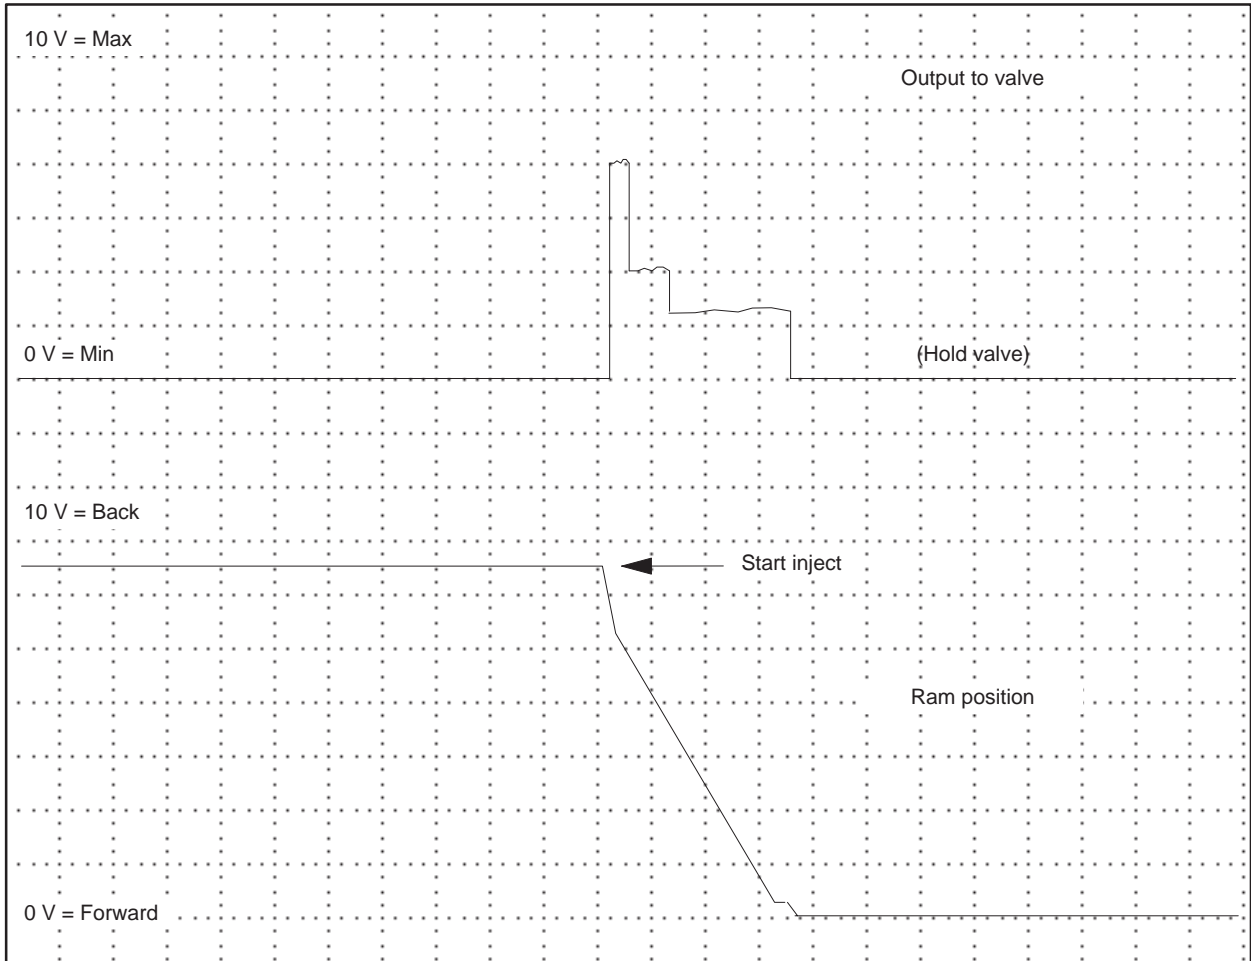 10 V = Max
Output to valve
0 V = Min
(Hold valve)
10 V = Back
Start inject
Ram position
0 V = Forward